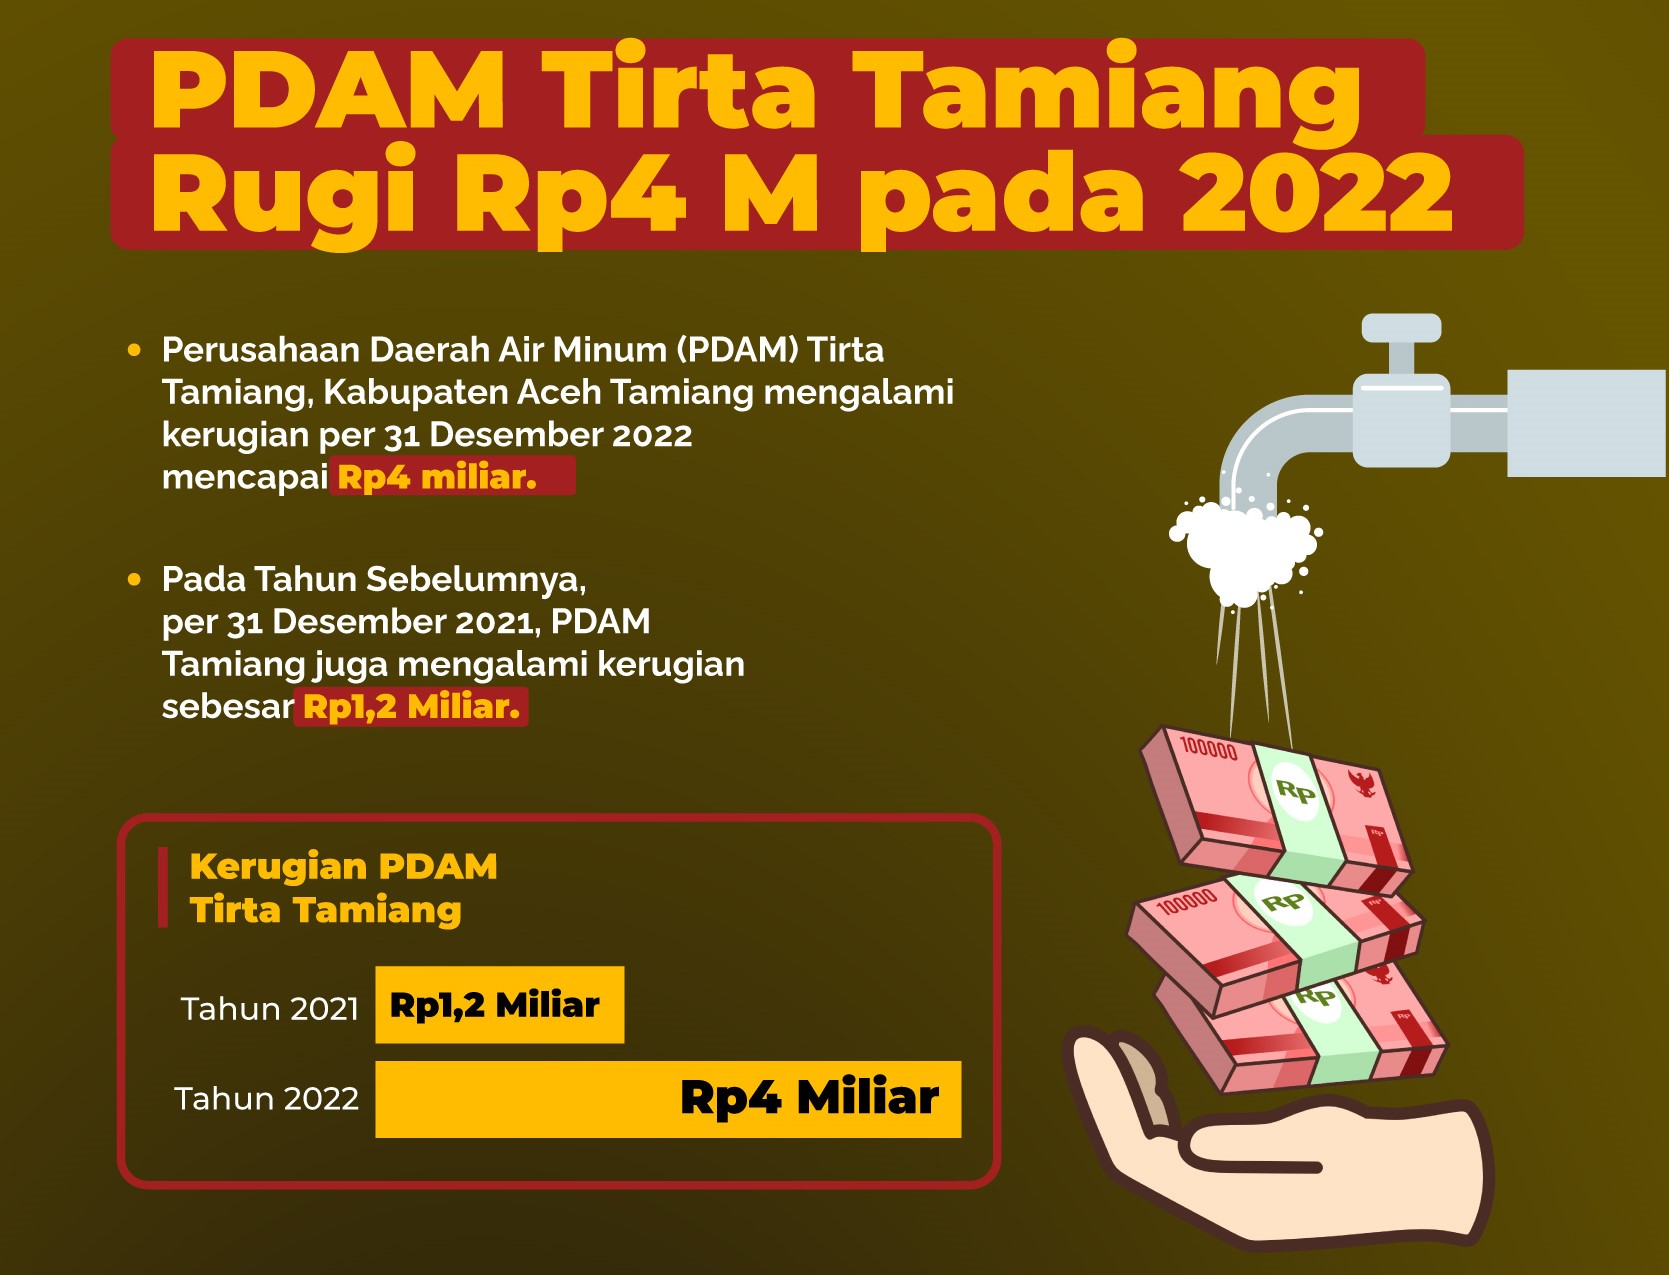 PDAM Tirta Tamiang
Rugi Rp4 M pada 2022
• Perusahaan Daerah Air Minum (PDAM) Tirta
Tamiang, Kabupaten Aceh Tamiang mengalami
kerugian per 31 Desember 2022
mencapai Rp4 miliar.
• Pada Tahun Sebelumnya,
per 31 Desember 2021, PDAM
Tamiang juga mengalami kerugian
sebesar Rp1,2 Miliar.
Kerugian PDAM
Tirta Tamiang
Tahun 2021 Rp1,2 Miliar
Tahun 2022 Rp4 Miliar
100000 Rp
Rp
100000 Rp
Rp
Rp
Rp